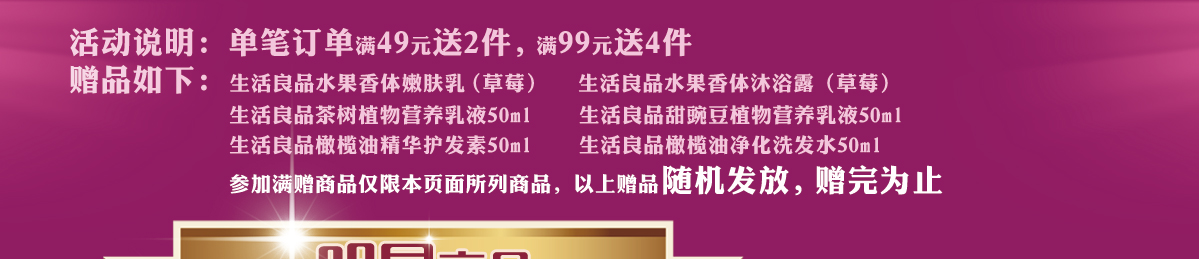 活动说明：单笔订单满49元送2件，满99元送4件
赠品如下：生活良品水果香体嫩肤乳（草莓） 生活良品水果香体沐浴露（草莓）
生活良品茶树植物营养乳液50ml 生活良品甜豌豆植物营养乳液50ml
生活良品橄榄油精华护发素50ml 生活良品橄榄油净化洗发水50ml
参加满赠商品仅限本页面所列商品，以上赠品随机发放，赠完为止